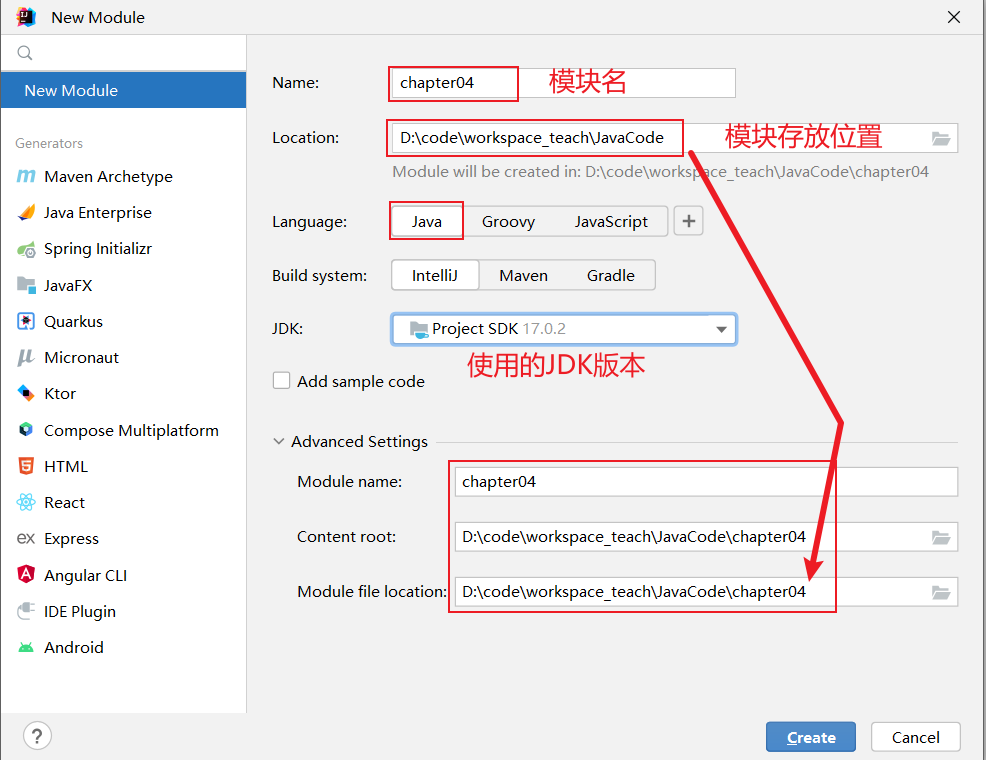 New Module
New Module
Generators
Maven Archetype
Java Enterprise
Spring Initializr
JavaFX
Quarkus
Micronaut
Ktor
Compose Multiplatform
HTML
React
ex Express
Angular CLI
IDE Plugin
Android
Name: chapter04 模块名
Location: D:\code\workspace_teach\JavaCode 模块存放位置
Module will be created in: D:\code\workspace_teach\JavaCode\chapter04
Language: Java Groovy JavaScript +
Build system: IntelliJ Maven Gradle
JDK: Project SDK 17.0.2
使用的JDK版本
Add sample code
Advanced Settings
Module name: chapter04
Content root: D:\code\workspace_teach\JavaCode\chapter04
Module file location: D:\code\workspace_teach\JavaCode\chapter04
? Create Cancel